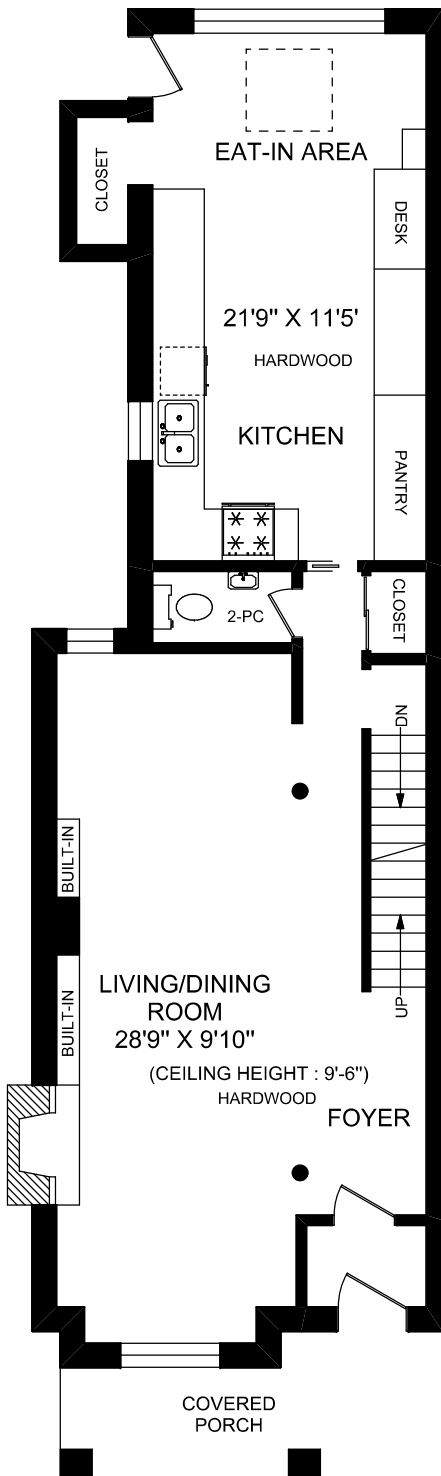 CLOSET
EAT-IN AREA
DESK
21'9" X 11'5'
HARDWOOD
KITCHEN
PANTRY
2-PC
CLOSET
DN
BUILT-IN
LIVING/DINING
ROOM
28'9" X 9'10"
BUILT-IN
UP
(CEILING HEIGHT : 9'-6")
HARDWOOD
FOYER
COVERED
PORCH